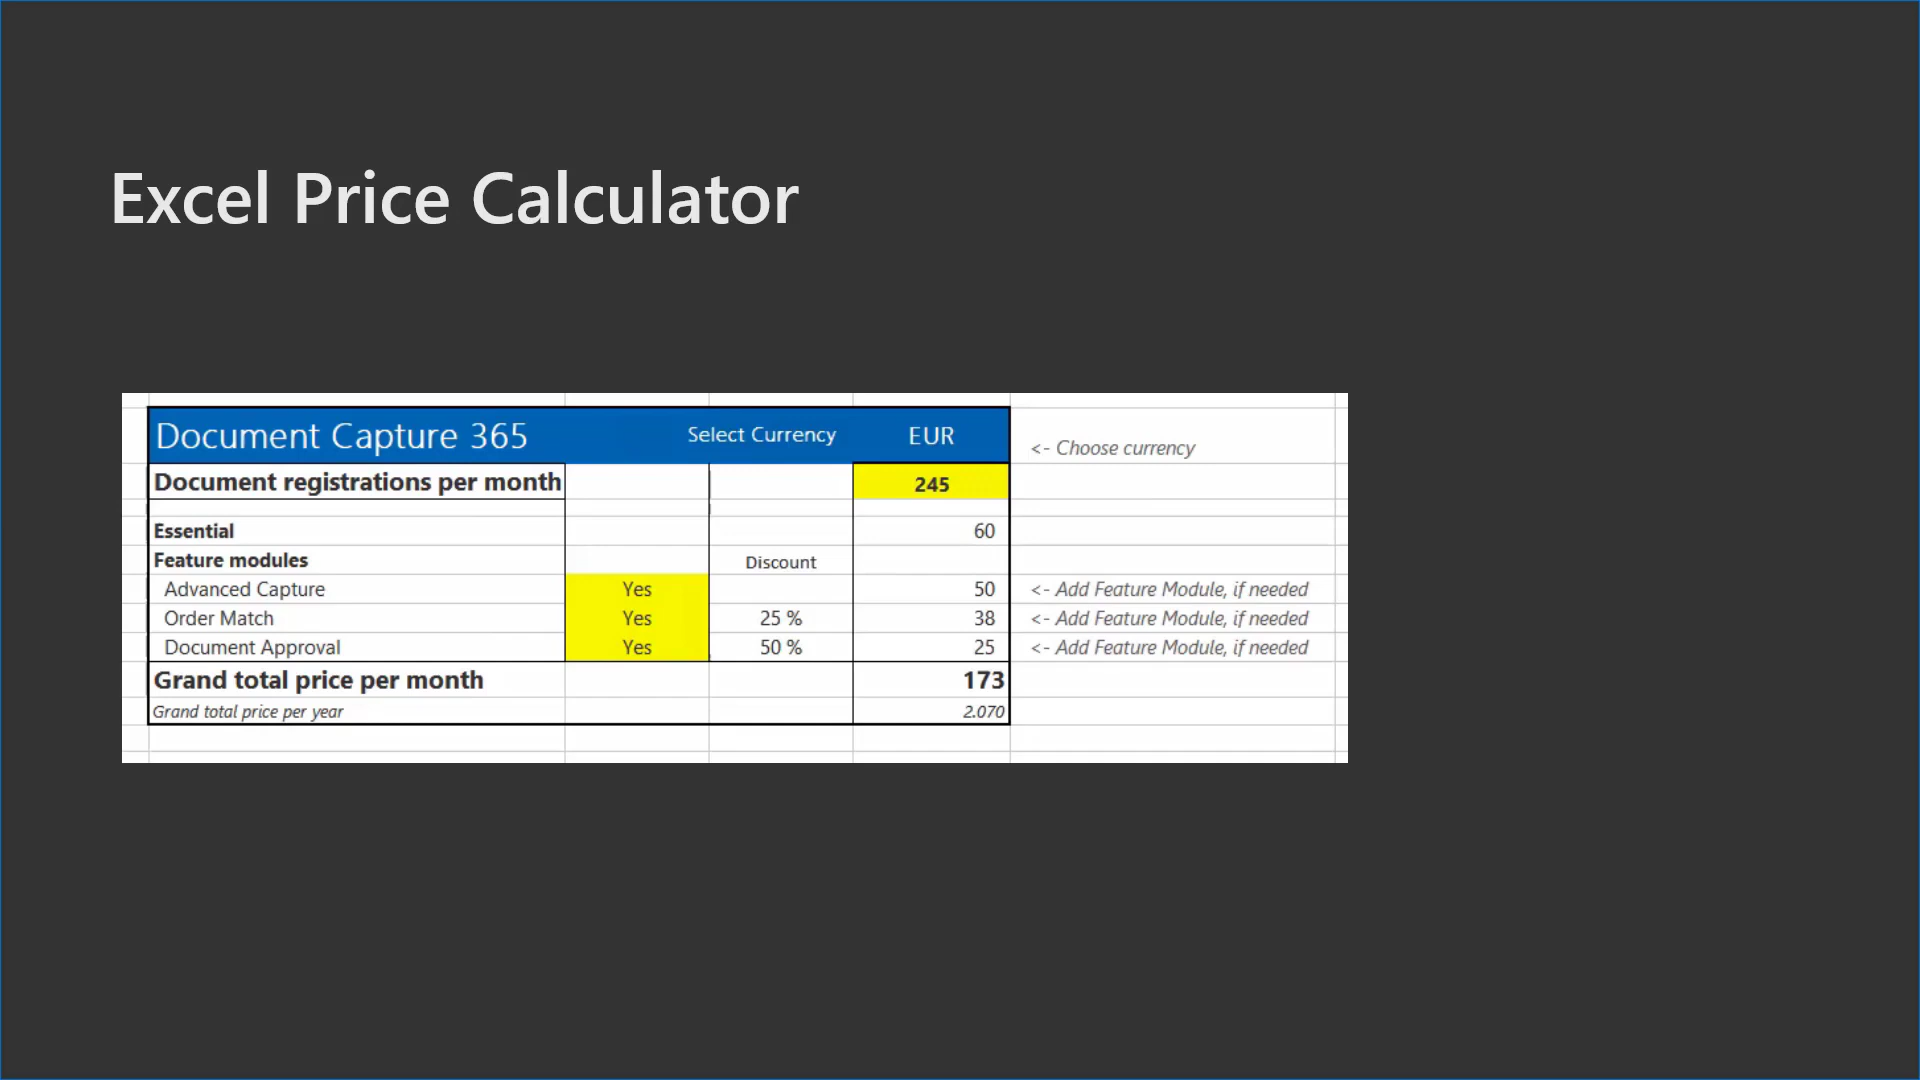 Excel Price Calculator
Document Capture 365 Select Currency EUR <- Choose currency
Document registrations per month 245
Essential 60
Feature modules Discount
Advanced Capture Yes 50 <- Add Feature Module, if needed
Order Match Yes 25 % 38 <- Add Feature Module, if needed
Document Approval Yes 50 % 25 <- Add Feature Module, if needed
Grand total price per month 173
Grand total price per year 2.070